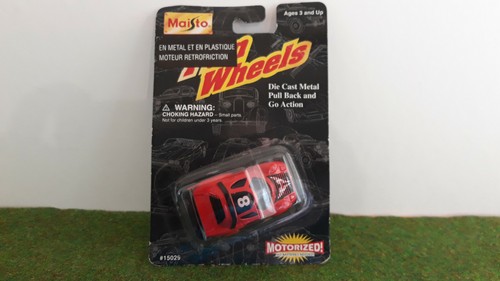 Maisto
Ages 3 and Up
EN METAL ET EN PLASTIQUE
MOTEUR RETROFRICTION
Wheels
Die Cast Metal
Pull Back and
Go Action
WARNING:
CHOKING HAZARD – Small parts
Not for children under 3 years
8
MOTORIZED!
#15025